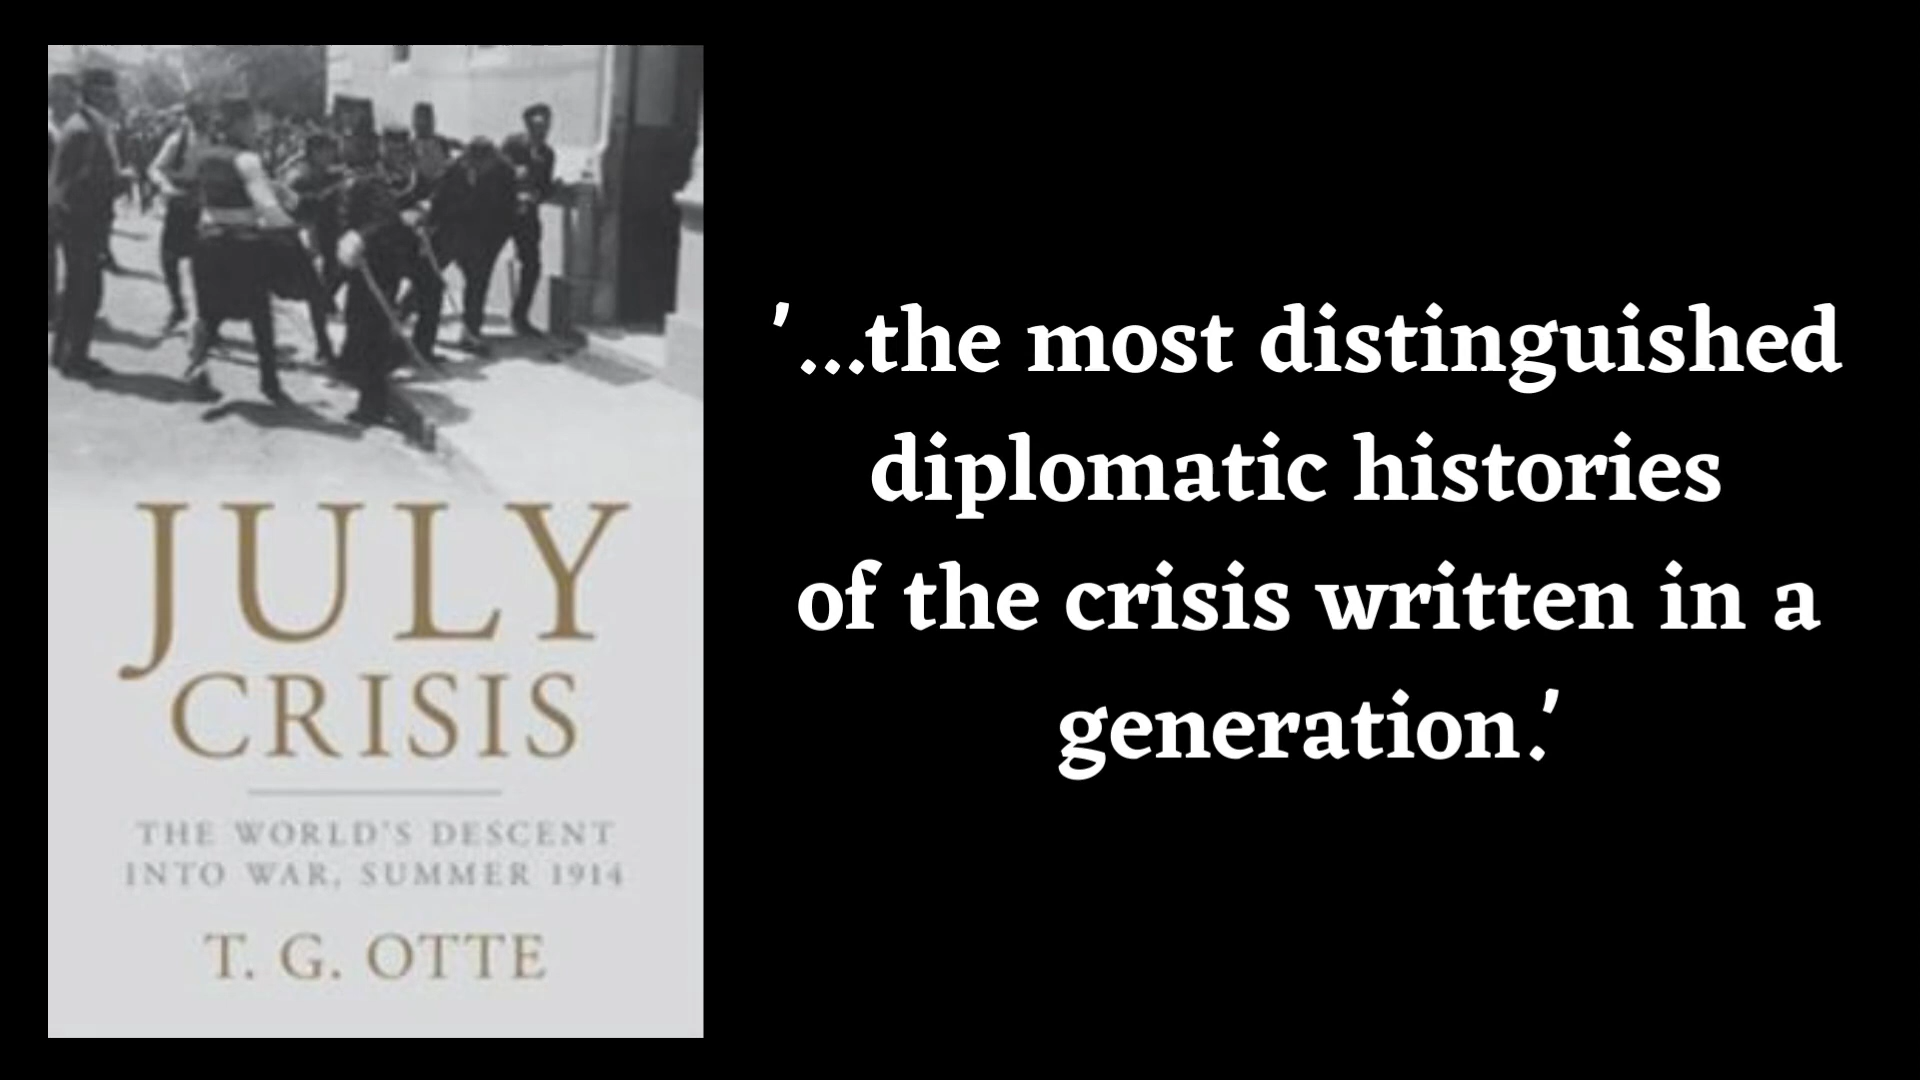 JULY
CRISIS
THE WORLD'S DESCENT
INTO WAR, SUMMER 1914
T. G. OTTE
'...the most distinguished
diplomatic histories
of the crisis written in a
generation.'